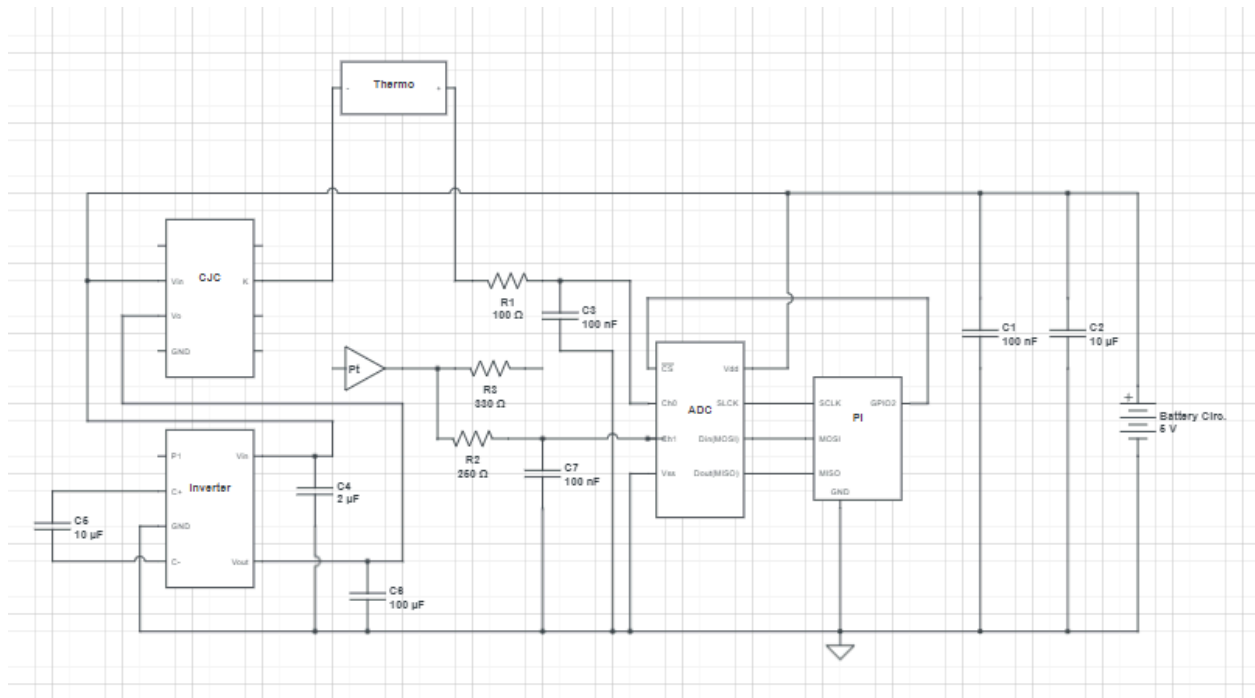 Thermo
-
+
CJC
Vin
K
Vo
GND
R1
100 Ω
C3
100 nF
Pt
R3
330 Ω
R2
250 Ω
C7
100 nF
ADC
CS
Vdd
Ch0
SLCK
Ch1
Din(MOSI)
Vss
Dout(MISO)
PI
SCLK
GPIO2
MOSI
MISO
GND
C1
100 nF
C2
10 µF
+
Battery Circ.
5 V
Inverter
P1
Vin
C+
GND
C-
Vout
C4
2 µF
C5
10 µF
C6
100 µF